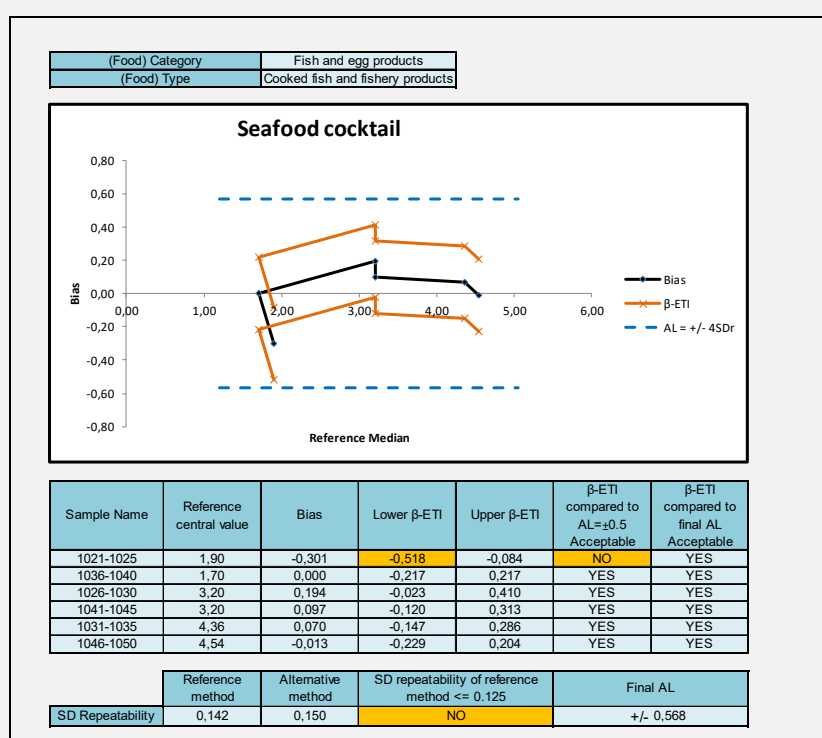 (Food) Category Fish and egg products
(Food) Type Cooked fish and fishery products
Seafood cocktail
0,80
0,60
0,40
0,20
0,00
-0,20
-0,40
-0,60
-0,80
Bias
0,00 1,00 2,00 3,00 4,00 5,00 6,00
Reference Median
Bias
β-ETI
AL = +/- 4SDr
Sample Name Reference central value Bias Lower β-ETI Upper β-ETI β-ETI compared to AL=±0.5 Acceptable β-ETI compared to final AL Acceptable
1021-1025 1,90 -0,301 -0,518 -0,084 NO YES
1036-1040 1,70 0,000 -0,217 0,217 YES YES
1026-1030 3,20 0,194 -0,023 0,410 YES YES
1041-1045 3,20 0,097 -0,120 0,313 YES YES
1031-1035 4,36 0,070 -0,147 0,286 YES YES
1046-1050 4,54 -0,013 -0,229 0,204 YES YES
Reference method Alternative method SD repeatability of reference method <= 0.125 Final AL
SD Repeatability 0,142 0,150 NO +/- 0,568